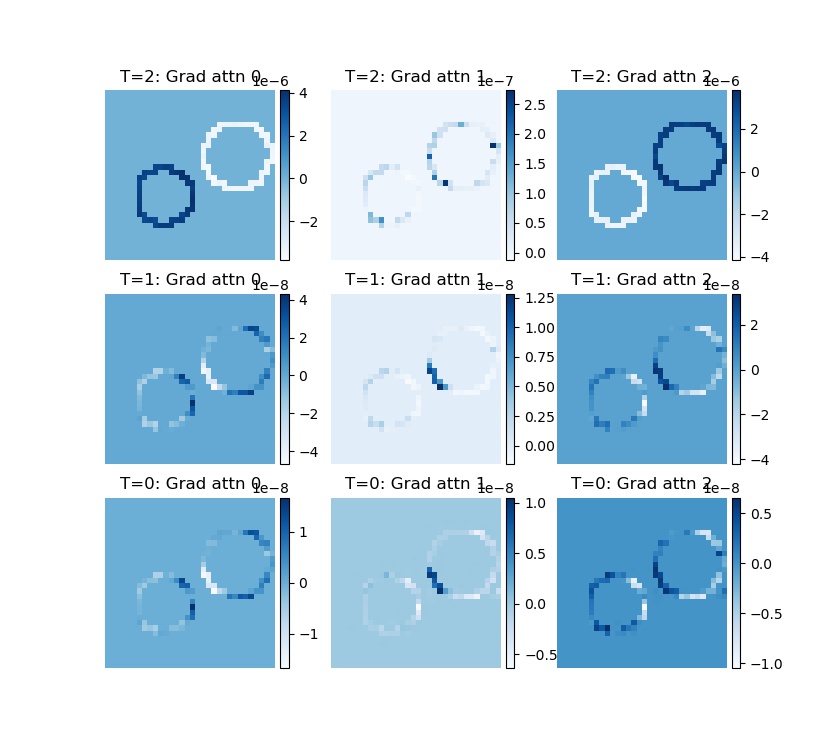 T=2: Grad attn 0
1e−6
4
2
0
−2
T=2: Grad attn 1
1e−7
2.5
2.0
1.5
1.0
0.5
0.0
T=2: Grad attn 2
1e−6
2
0
−2
−4
T=1: Grad attn 0
1e−8
4
2
0
−2
−4
T=1: Grad attn 1
1e−8
1.25
1.00
0.75
0.50
0.25
0.00
T=1: Grad attn 2
1e−8
2
0
−2
−4
T=0: Grad attn 0
1e−8
1
0
−1
T=0: Grad attn 1
1e−8
1.0
0.5
0.0
−0.5
T=0: Grad attn 2
1e−8
0.5
0.0
−0.5
−1.0